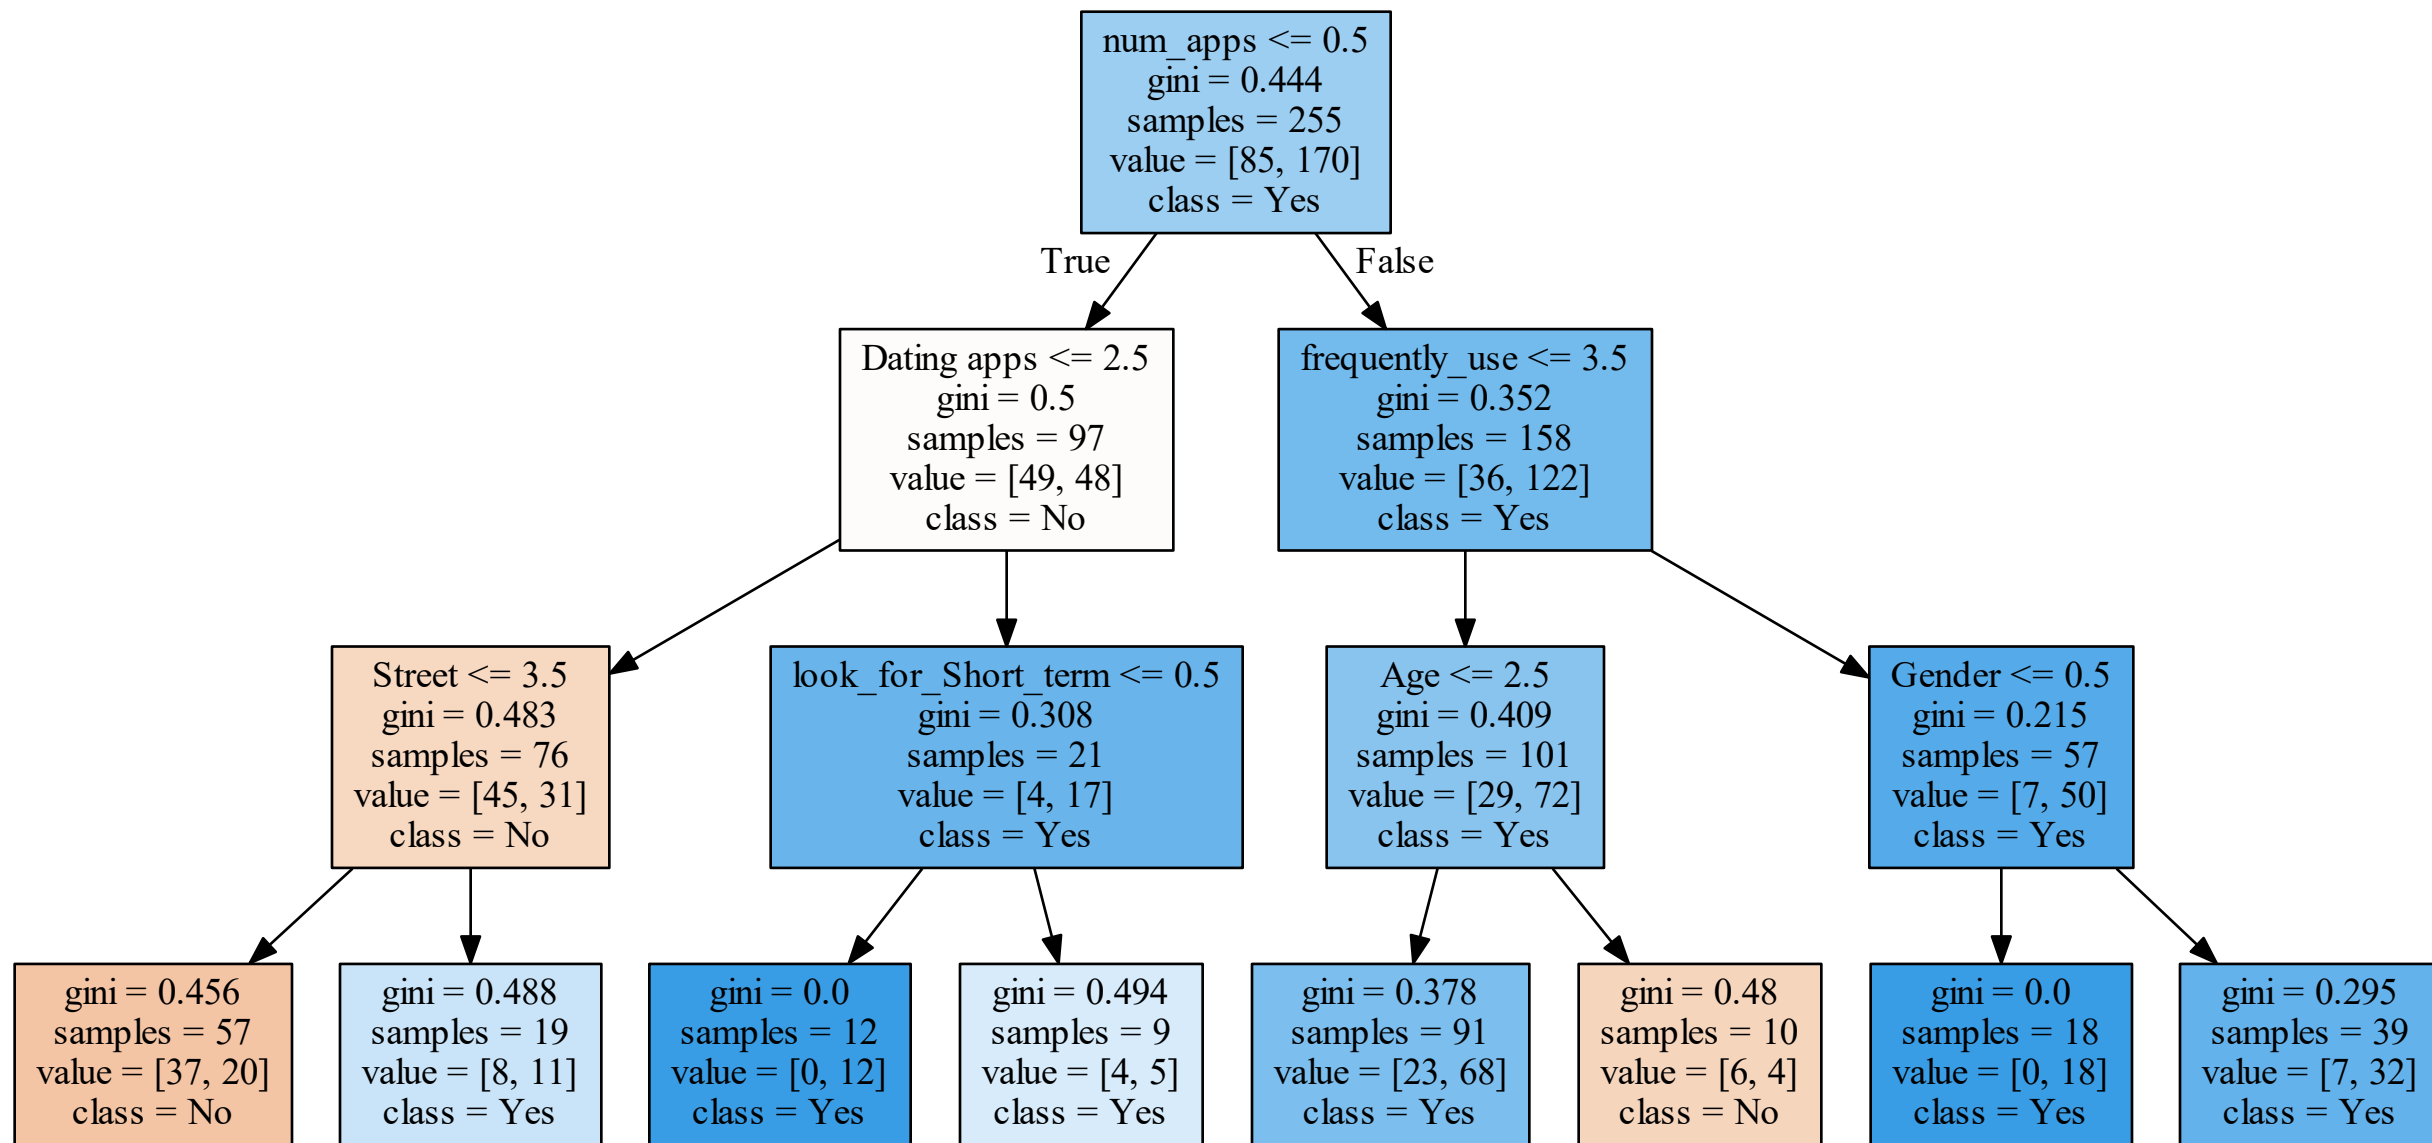 num_apps <= 0.5
gini = 0.444
samples = 255
value = [85, 170]
class = Yes
True
False
Dating apps <= 2.5
gini = 0.5
samples = 97
value = [49, 48]
class = No
frequently_use <= 3.5
gini = 0.352
samples = 158
value = [36, 122]
class = Yes
Street <= 3.5
gini = 0.483
samples = 76
value = [45, 31]
class = No
look_for_Short_term <= 0.5
gini = 0.308
samples = 21
value = [4, 17]
class = Yes
Age <= 2.5
gini = 0.409
samples = 101
value = [29, 72]
class = Yes
Gender <= 0.5
gini = 0.215
samples = 57
value = [7, 50]
class = Yes
gini = 0.456
samples = 57
value = [37, 20]
class = No
gini = 0.488
samples = 19
value = [8, 11]
class = Yes
gini = 0.0
samples = 12
value = [0, 12]
class = Yes
gini = 0.494
samples = 9
value = [4, 5]
class = Yes
gini = 0.378
samples = 91
value = [23, 68]
class = Yes
gini = 0.48
samples = 10
value = [6, 4]
class = No
gini = 0.0
samples = 18
value = [0, 18]
class = Yes
gini = 0.295
samples = 39
value = [7, 32]
class = Yes